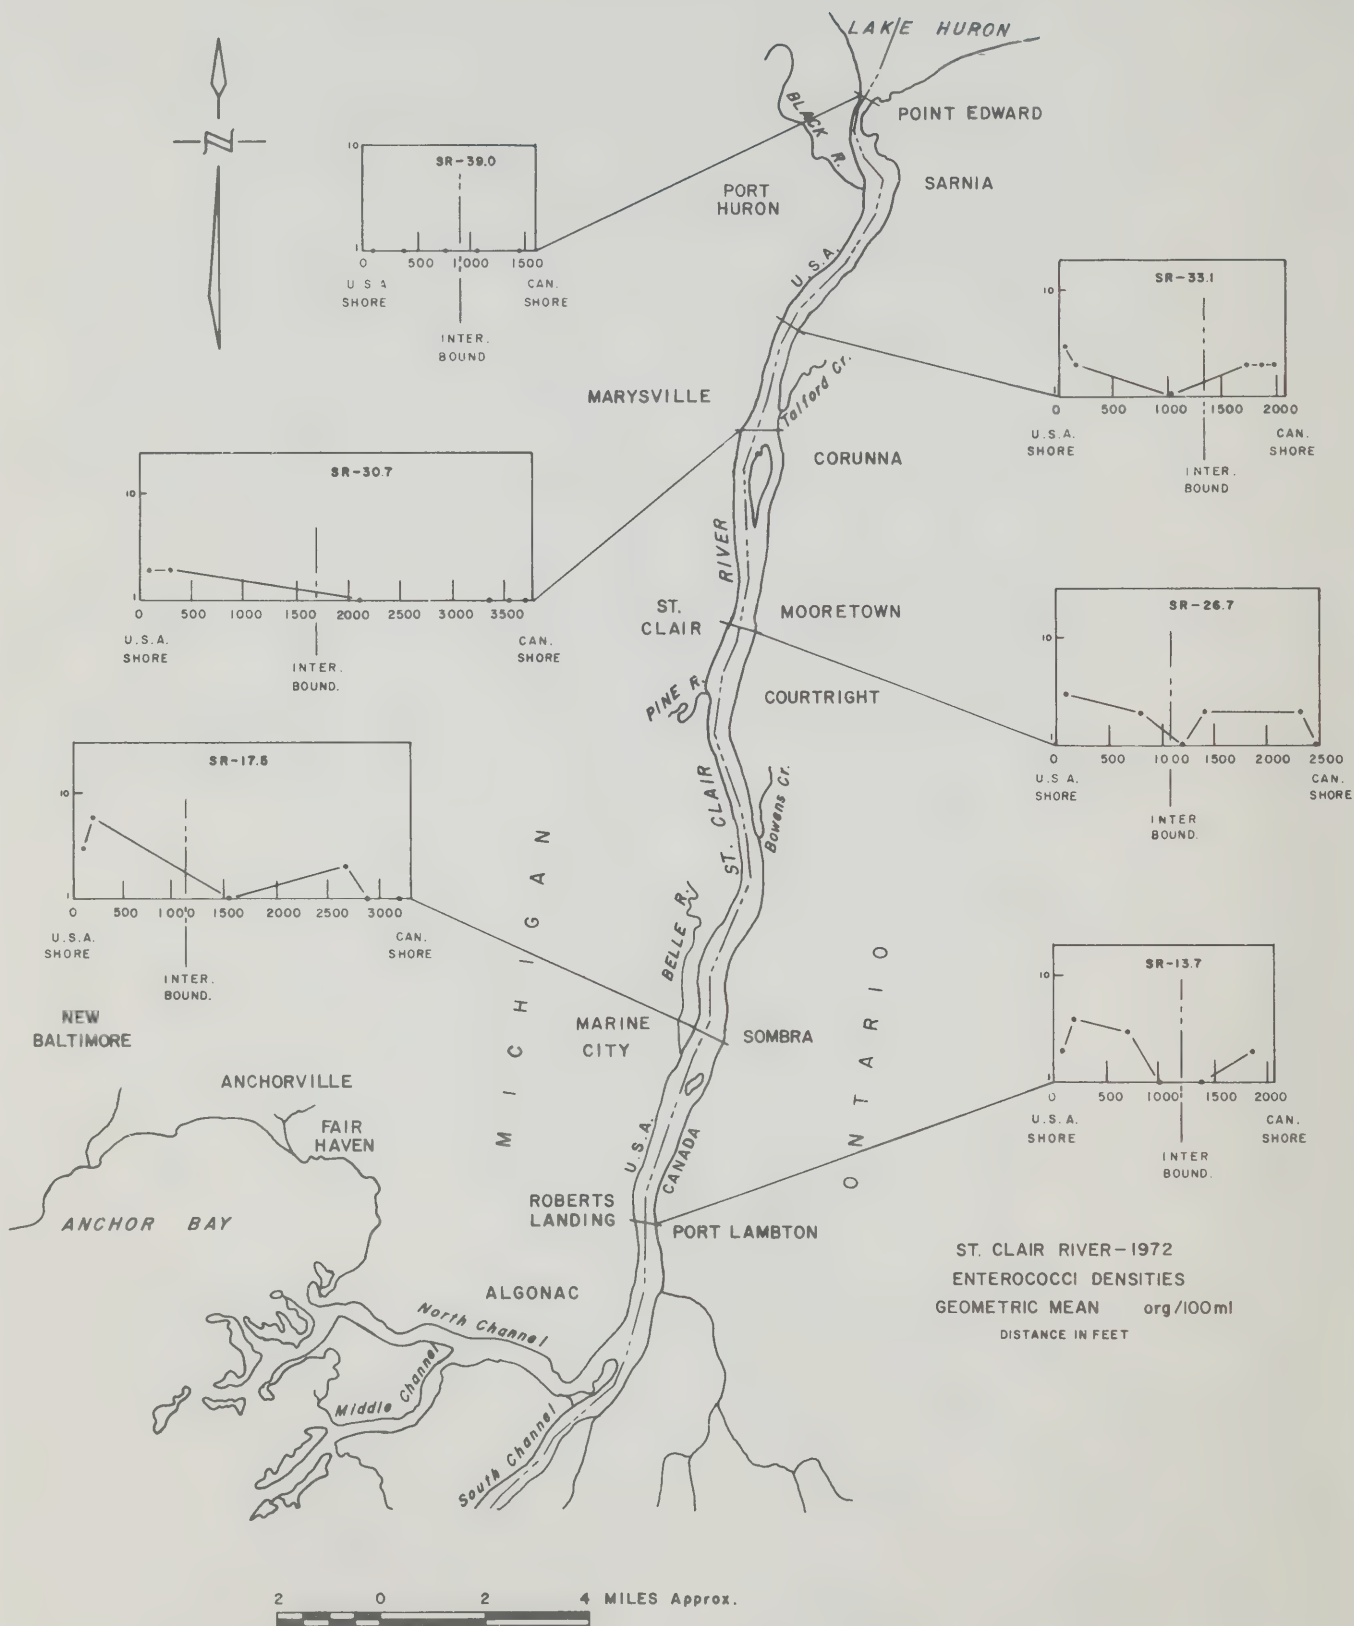 LAKE HURON
BLACK R.
POINT EDWARD
SARNIA
PORT
HURON
N
SR-39.0
10
1
0 500 1000 1500
U S A
SHORE
CAN.
SHORE
INTER.
BOUND
U.S.A.
SR-33.1
10
1
0 500 1000 1500 2000
U.S.A.
SHORE
CAN.
SHORE
INTER.
BOUND
MARYSVILLE
Talford Cr.
CORUNNA
SR-30.7
10
1
0 500 1000 1500 2000 3000 3500
U.S.A.
SHORE
CAN.
SHORE
INTER.
BOUND.
RIVER
ST.
CLAIR
MOORETOWN
SR-26.7
10
1
0 500 1000 1500 2000 2500
U.S A
SHORE
CAN.
SHORE
INTER
BOUND.
PINE R.
COURTRIGHT
ST. CLAIR
Bowens Cr.
SR-17.5
10
1
0 500 1000 1500 2000 2500 3000
U.S.A.
SHORE
CAN.
SHORE
INTER.
BOUND.
MICHIGAN
BELLE R.
ONTARIO
SR-13.7
10
1
0 500 1000 1500 2000
U.S.A.
SHORE
CAN.
SHORE
INTER
BOUND.
NEW
BALTIMORE
MARINE
CITY
SOMBRA
ANCHORVILLE
FAIR
HAVEN
U.S.A.
CANADA
ANCHOR BAY
ROBERTS
LANDING
PORT LAMBTON
ALGONAC
North Channel
Middle Channel
South Channel
ST. CLAIR RIVER-1972
ENTEROCOCCI DENSITIES
GEOMETRIC MEAN org/100ml
DISTANCE IN FEET
2 0 2 4 MILES Approx.